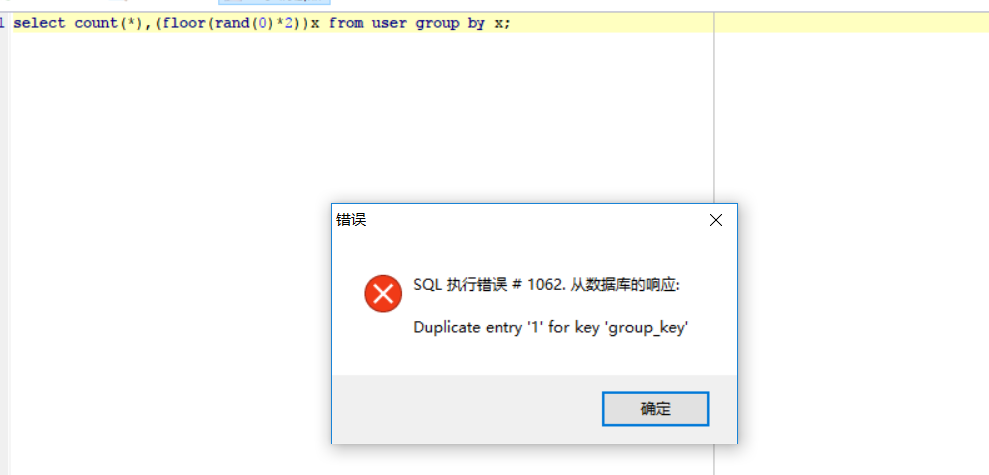 1 select count(*),(floor(rand(0)*2))x from user group by x;
错误
SQL 执行错误 # 1062. 从数据库的响应:
Duplicate entry '1' for key 'group_key'
确定